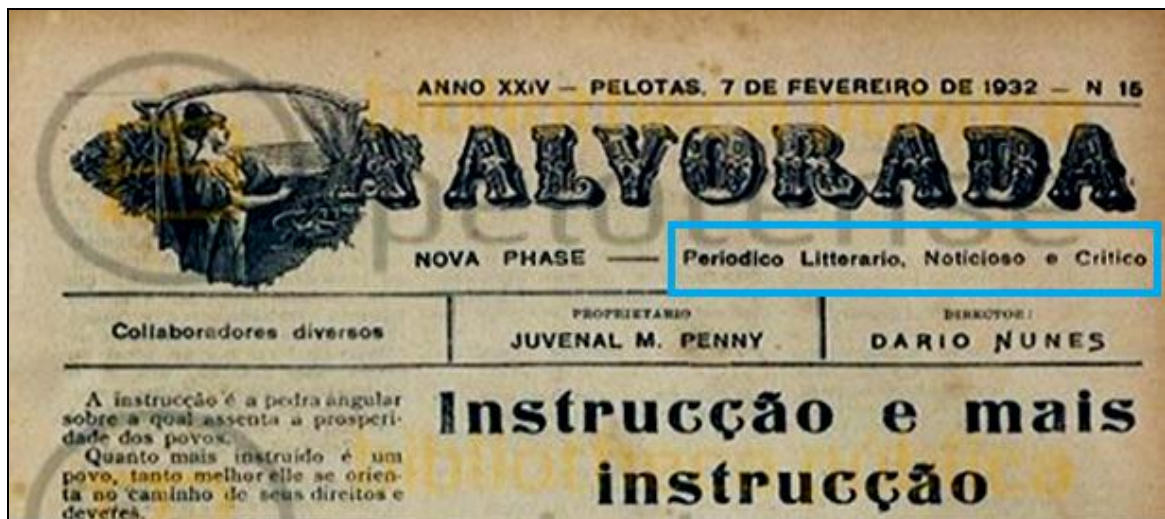 ANNO XXIV — PELOTAS, 7 DE FEVEREIRO DE 1932 — N 15
A ALVORADA
NOVA PHASE — Periodico Litterario, Noticioso e Critico
Collaboradores diversos
PROPRIETARIO
JUVENAL M. PENNY
DIRECTOR:
DARIO NUNES
A instrucção é a pedra angular
sobre a qual assenta a prosperi-
dade dos povos.
Quanto mais instruido é um
povo, tanto melhor elle se orien-
ta no caminho de seus direitos e
deveres.
Instrucção e mais
instrucção
pelotense